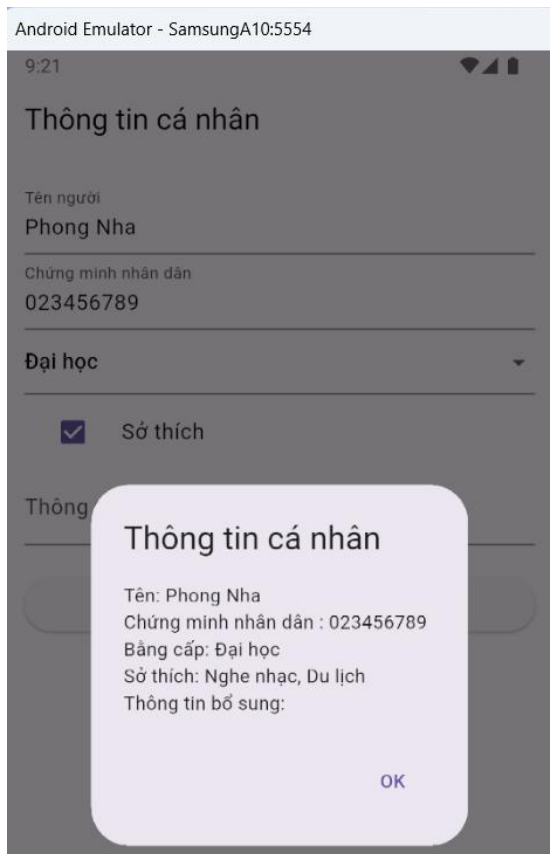 Android Emulator - SamsungA10:5554
9:21
Thông tin cá nhân
Tên người
Phong Nha
Chứng minh nhân dân
023456789
Đại học
Sở thích
Thông
Thông tin cá nhân
Tên: Phong Nha
Chứng minh nhân dân : 023456789
Bằng cấp: Đại học
Sở thích: Nghe nhạc, Du lịch
Thông tin bổ sung:
OK